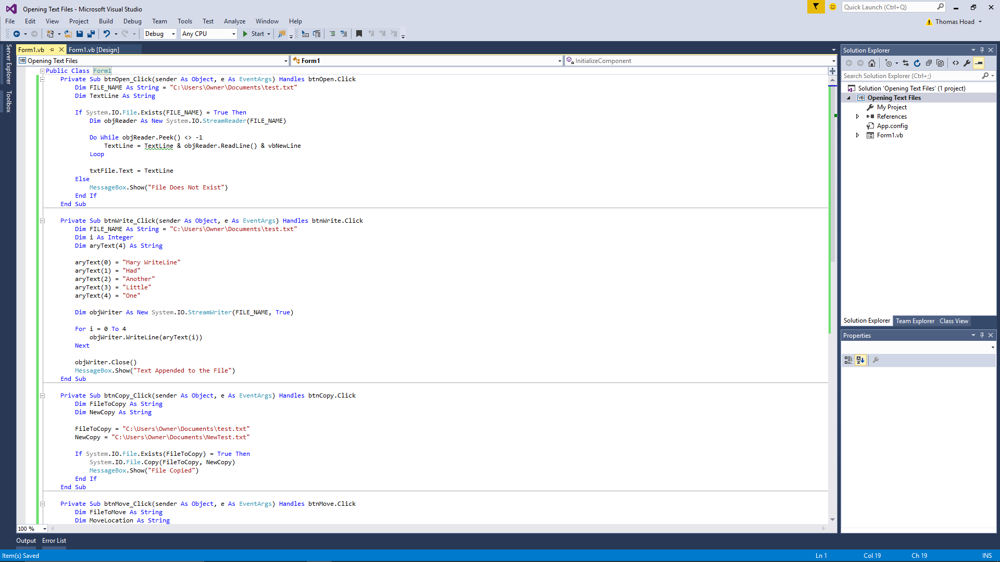 Opening Text Files - Microsoft Visual Studio
Quick Launch (Ctrl+Q)
File Edit View Project Build Debug Team Tools Test Analyze Window Help
Thomas Hoad
Debug Any CPU Start
Server Explorer
Toolbox
Form1.vb Form1.vb [Design]
VB Opening Text Files Form1 InitializeComponent
Public Class Form1
Private Sub btnOpen_Click(sender As Object, e As EventArgs) Handles btnOpen.Click
Dim FILE_NAME As String = "C:\Users\Owner\Documents\test.txt"
Dim TextLine As String
If System.IO.File.Exists(FILE_NAME) = True Then
Dim objReader As New System.IO.StreamReader(FILE_NAME)
Do While objReader.Peek() <> -1
TextLine = TextLine & objReader.ReadLine() & vbNewLine
Loop
txtFile.Text = TextLine
Else
MessageBox.Show("File Does Not Exist")
End If
End Sub
Private Sub btnWrite_Click(sender As Object, e As EventArgs) Handles btnWrite.Click
Dim FILE_NAME As String = "C:\Users\Owner\Documents\test.txt"
Dim i As Integer
Dim aryText(4) As String
aryText(0) = "Mary WriteLine"
aryText(1) = "Had"
aryText(2) = "Another"
aryText(3) = "Little"
aryText(4) = "One"
Dim objWriter As New System.IO.StreamWriter(FILE_NAME, True)
For i = 0 To 4
objWriter.WriteLine(aryText(i))
Next
objWriter.Close()
MessageBox.Show("Text Appended to the File")
End Sub
Private Sub btnCopy_Click(sender As Object, e As EventArgs) Handles btnCopy.Click
Dim FileToCopy As String
Dim NewCopy As String
FileToCopy = "C:\Users\Owner\Documents\test.txt"
NewCopy = "C:\Users\Owner\Documents\NewTest.txt"
If System.IO.File.Exists(FileToCopy) = True Then
System.IO.File.Copy(FileToCopy, NewCopy)
MessageBox.Show("File Copied")
End If
End Sub
Private Sub btnMove_Click(sender As Object, e As EventArgs) Handles btnMove.Click
Dim FileToMove As String
Dim MoveLocation As String
100 %
Solution Explorer
Search Solution Explorer (Ctrl+;)
Solution 'Opening Text Files' (1 project)
VB Opening Text Files
My Project
References
App.config
Form1.vb
Solution Explorer Team Explorer Class View
Properties
Output Error List
Item(s) Saved Ln 1 Col 19 Ch 19 INS